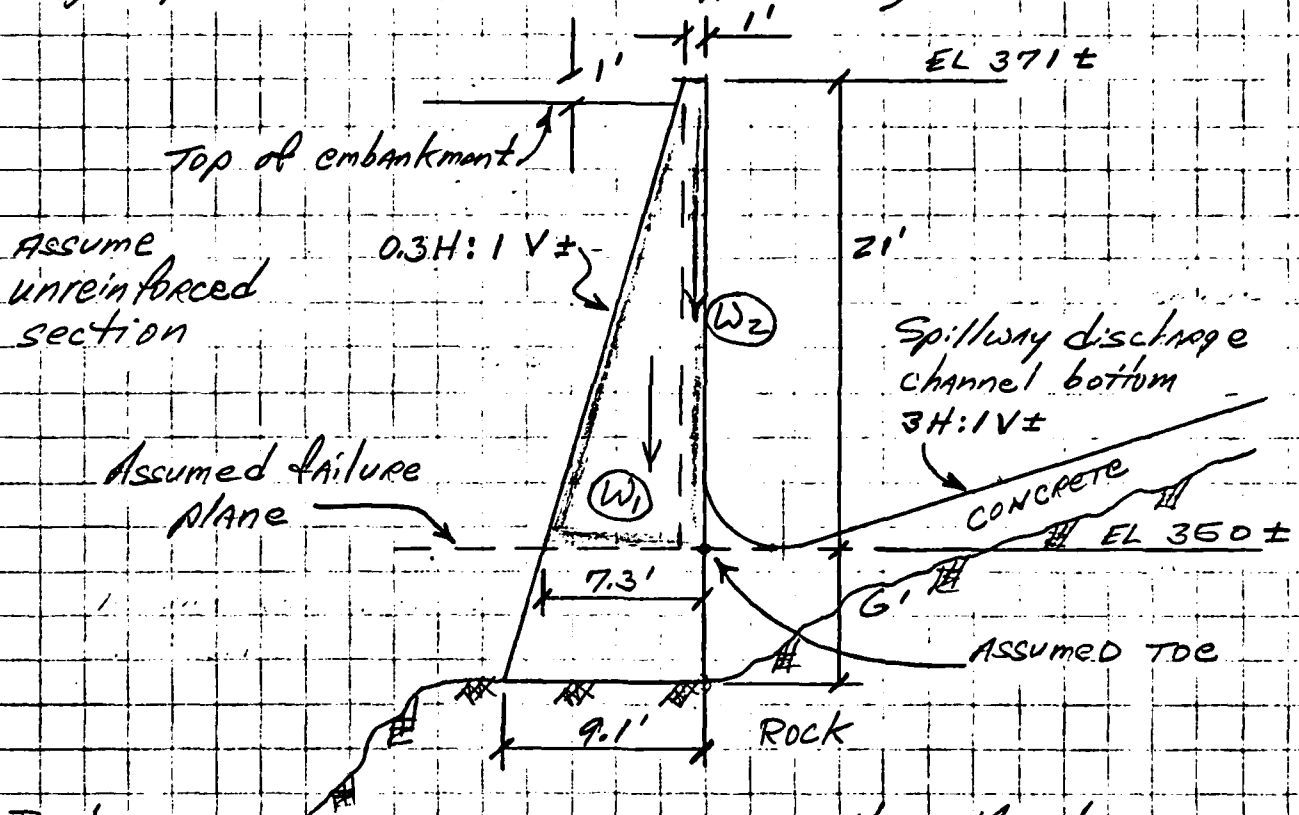 1'
1'
EL 371 ±
Top of embankment
Assume
unreinforced
section
0.3H: 1 V ±
21'
W2
Spillway discharge
channel bottom
3H:1V±
Assumed failure
plane
W1
CONCRETE
EL 350 ±
7.3'
6'
Assumed Toe
9.1'
Rock